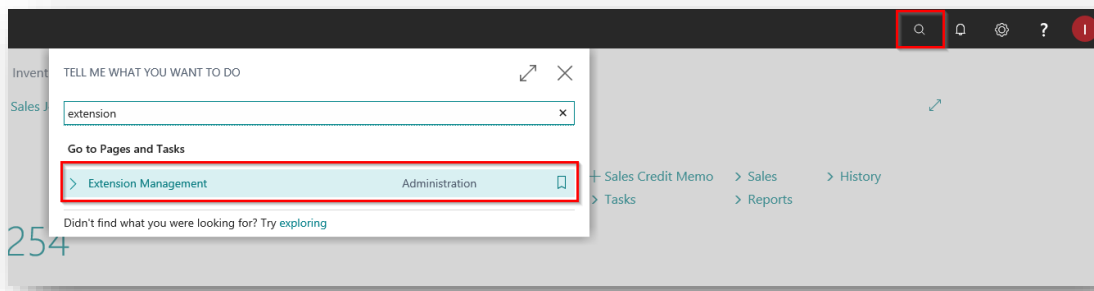 ?
I
Invent
TELL ME WHAT YOU WANT TO DO
Sales J
extension
Go to Pages and Tasks
Extension Management Administration
+ Sales Credit Memo > Sales > History
> Tasks > Reports
Didn't find what you were looking for? Try exploring
254